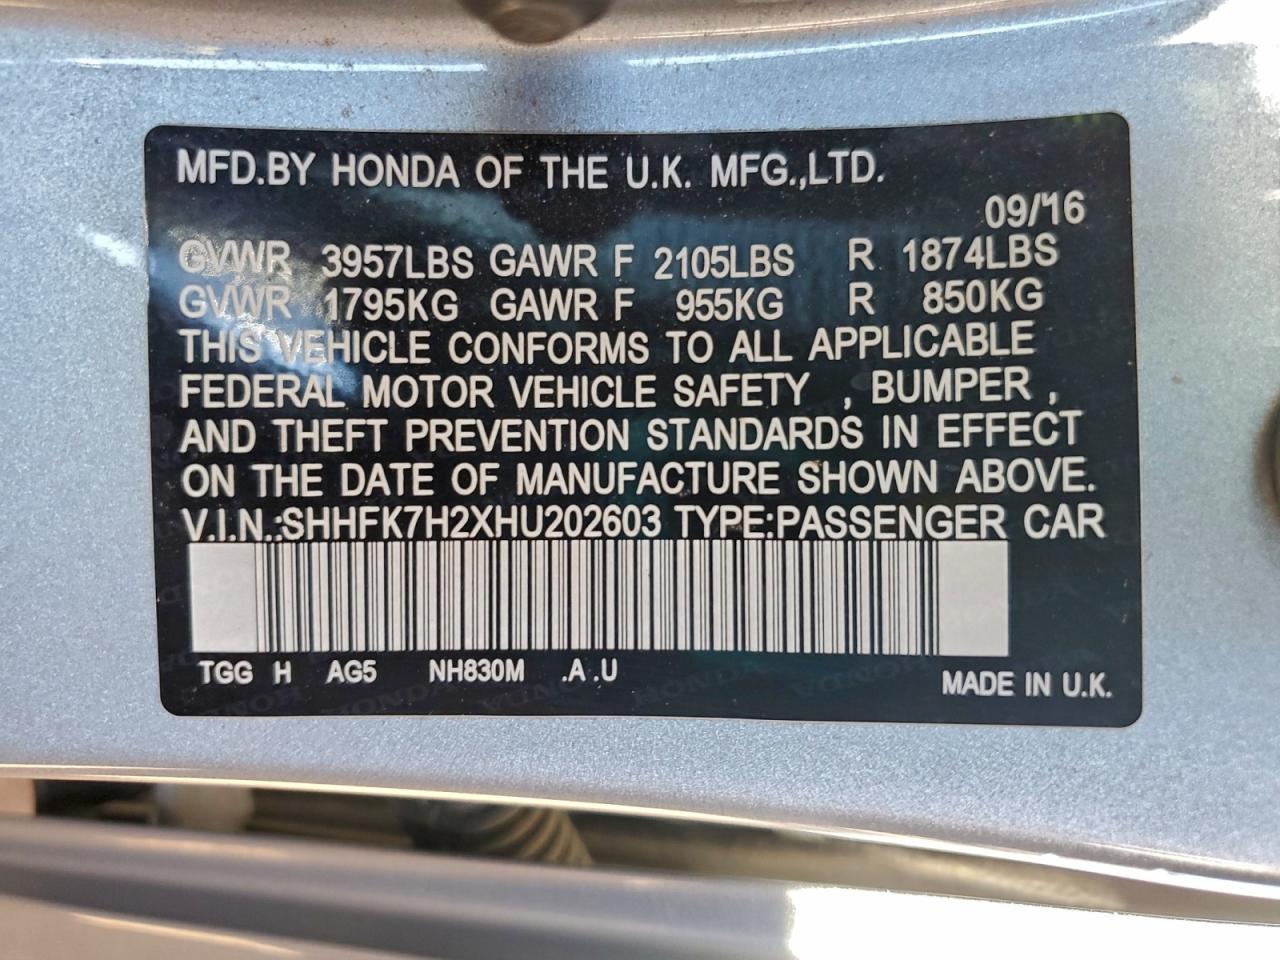 MFD.BY HONDA OF THE U.K. MFG.,LTD.
09/16
GVWR 3957LBS GAWR F 2105LBS R 1874LBS
GVWR 1795KG GAWR F 955KG R 850KG
THIS VEHICLE CONFORMS TO ALL APPLICABLE
FEDERAL MOTOR VEHICLE SAFETY , BUMPER ,
AND THEFT PREVENTION STANDARDS IN EFFECT
ON THE DATE OF MANUFACTURE SHOWN ABOVE.
V.I.N.:SHHFK7H2XHU202603 TYPE:PASSENGER CAR
TGG H AG5 NH830M .A .U
MADE IN U.K.